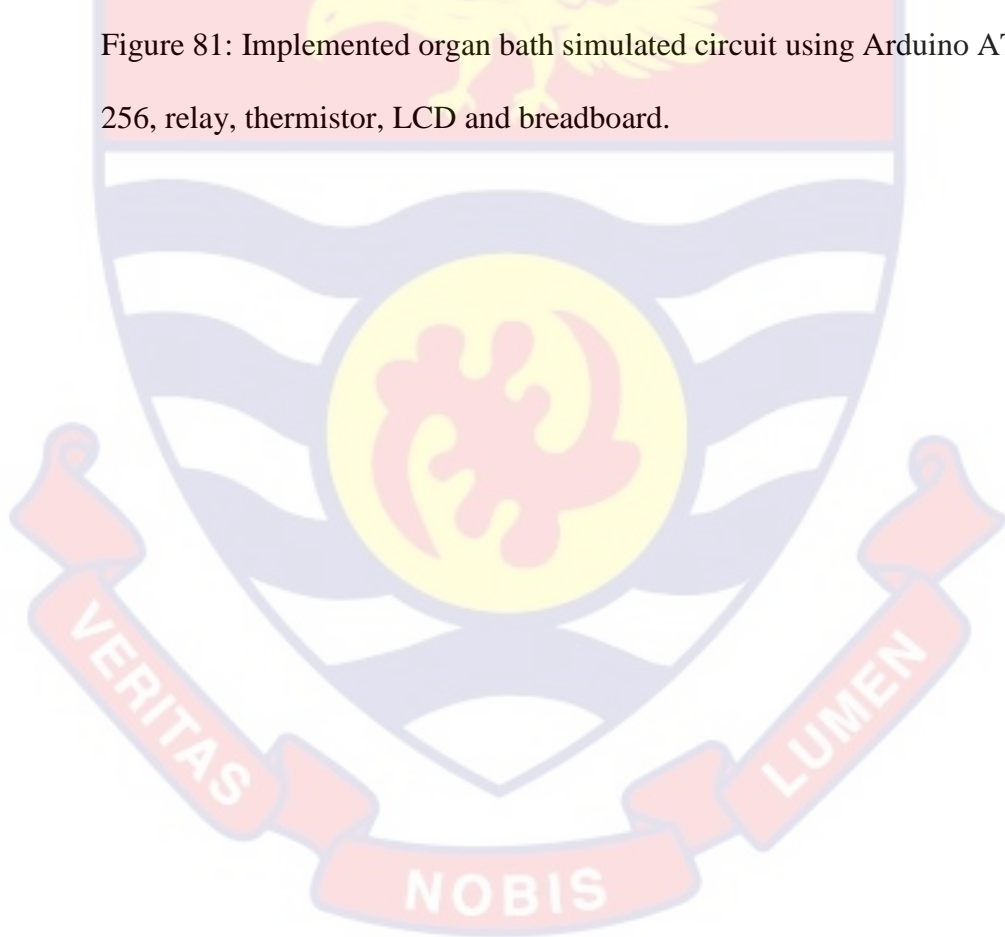 Figure 81: Implemented organ bath simulated circuit using Arduino
256, relay, thermistor, LCD and breadboard.
VERITAS
NOBIS
LUMEN